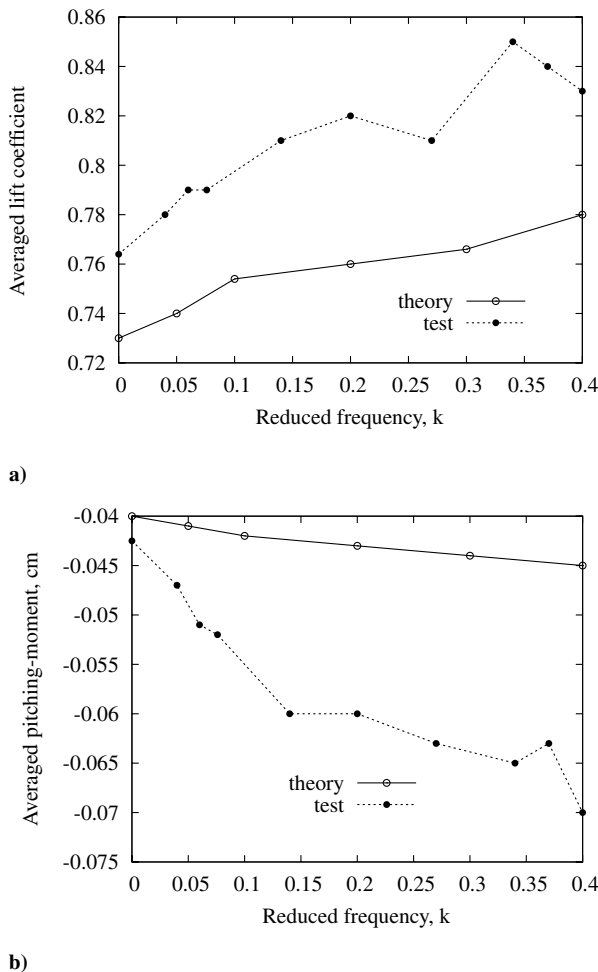 0.86
0.84
0.82
0.8
0.78
0.76
0.74
0.72
Averaged lift coefficient
theory
test
0 0.05 0.1 0.15 0.2 0.25 0.3 0.35 0.4
Reduced frequency, k
a)
-0.04
-0.045
-0.05
-0.055
-0.06
-0.065
-0.07
-0.075
Averaged pitching-moment, cm
theory
test
0 0.05 0.1 0.15 0.2 0.25 0.3 0.35 0.4
Reduced frequency, k
b)